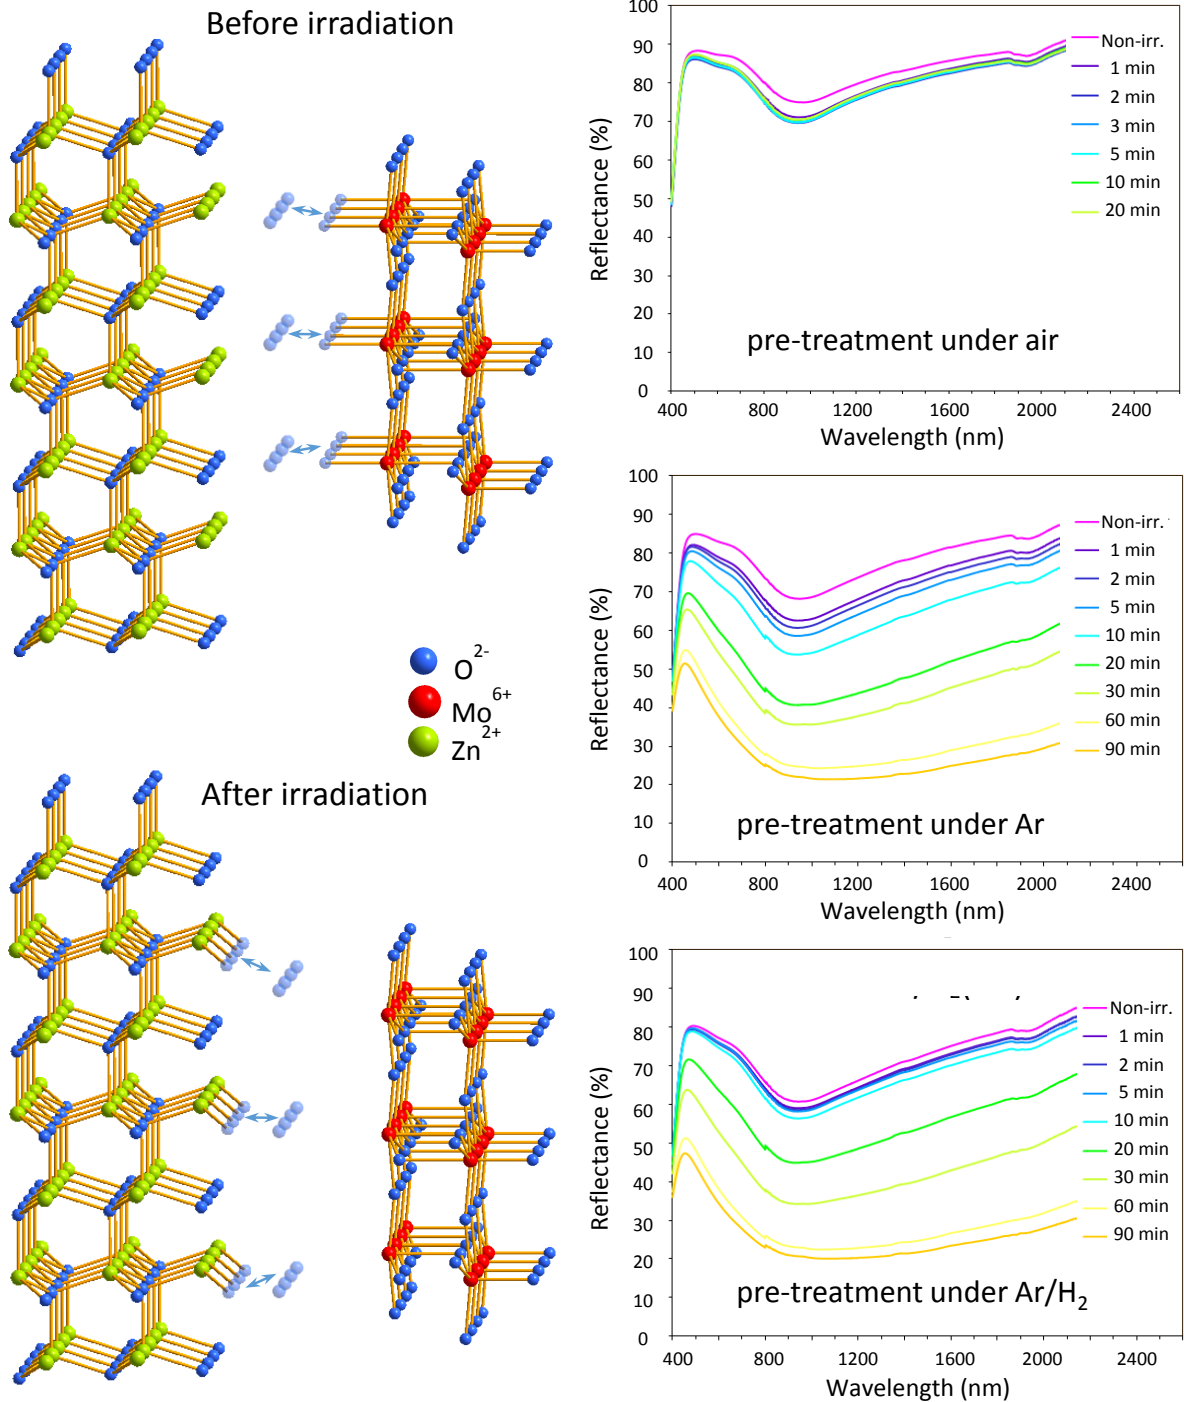 Before irradiation
O2-
Mo6+
Zn2+
After irradiation
100
90
80
70
60
50
40
30
20
10
0
Reflectance (%)
400
800
1200
1600
2000
2400
Wavelength (nm)
Non-irr.
1 min
2 min
3 min
5 min
10 min
20 min
pre-treatment under air
100
90
80
70
60
50
40
30
20
10
0
Reflectance (%)
400
800
1200
1600
2000
2400
Wavelength (nm)
Non-irr.
1 min
2 min
5 min
10 min
20 min
30 min
60 min
90 min
pre-treatment under Ar
100
90
80
70
60
50
40
30
20
10
0
Reflectance (%)
400
800
1200
1600
2000
2400
Wavelength (nm)
Non-irr.
1 min
2 min
5 min
10 min
20 min
30 min
60 min
90 min
pre-treatment under Ar/H2